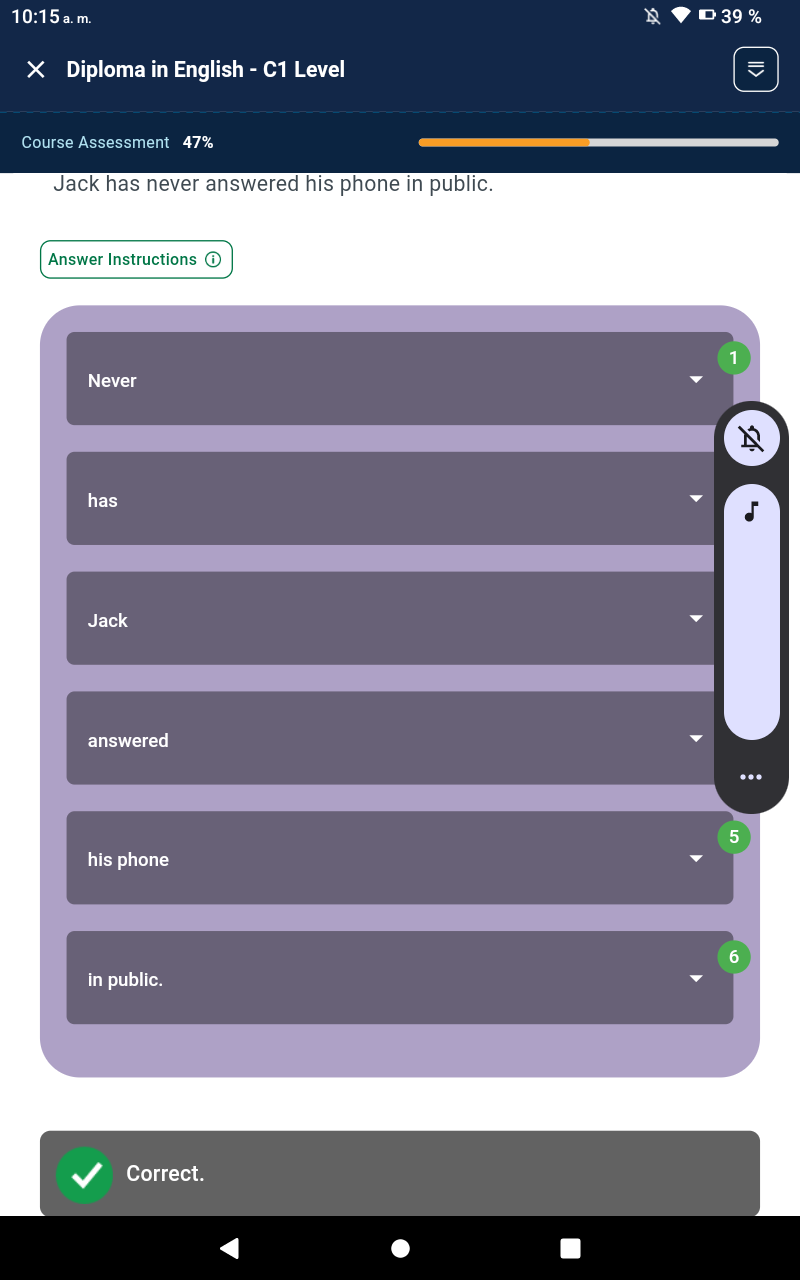 10:15 a. m.
39 %
Diploma in English - C1 Level
Course Assessment 47%
Jack has never answered his phone in public.
Answer Instructions
1
Never
has
Jack
answered
5
his phone
6
in public.
Correct.